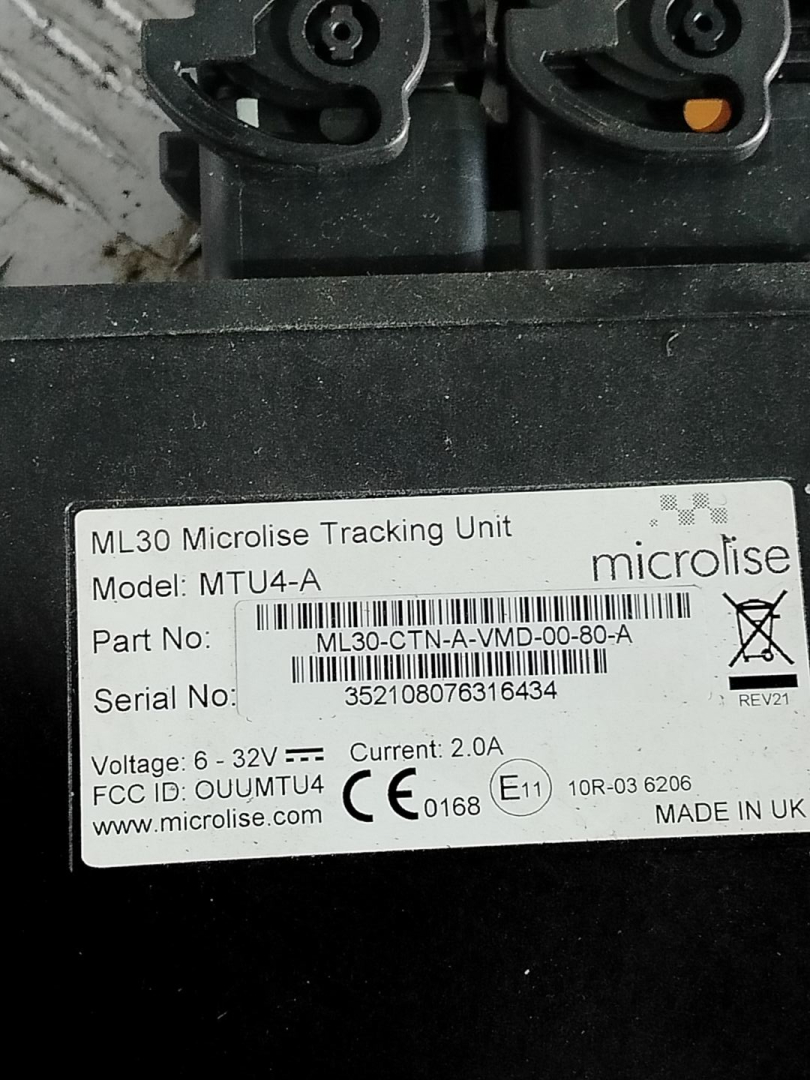 ML30 Microlise Tracking Unit
microlise
Model: MTU4-A
Part No: ML30-CTN-A-VMD-00-80-A
Serial No: 352108076316434
REV21
Voltage: 6 - 32V Current: 2.0A
FCC ID: OUUMTU4 CE 0168 E11 10R-03 6206
www.microlise.com MADE IN UK